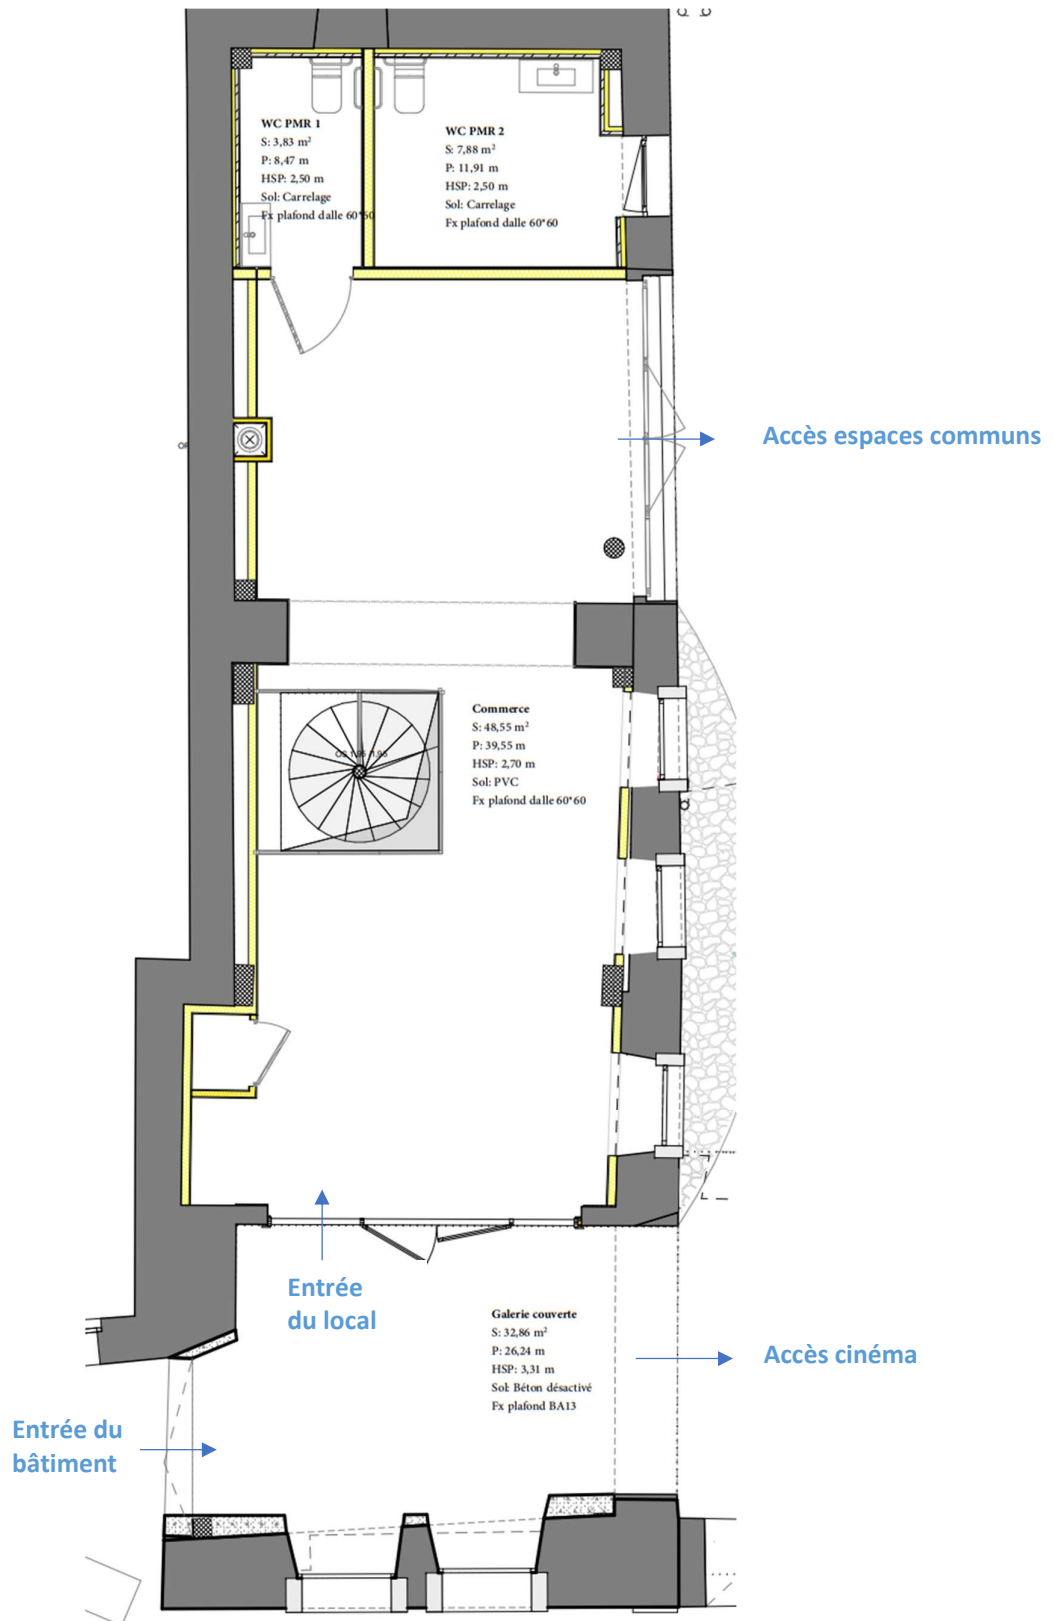 WC PMR 1
S: 3,83 m²
P: 8,47 m
HSP: 2,50 m
Sol: Carrelage
Fx plafond dalle 60*60
WC PMR 2
S: 7,88 m²
P: 11,91 m
HSP: 2,50 m
Sol: Carrelage
Fx plafond dalle 60*60
Accès espaces communs
Commerce
S: 48,55 m²
P: 39,55 m
HSP: 2,70 m
Sol: PVC
Fx plafond dalle 60*60
Entrée
du local
Galerie couverte
S: 32,86 m²
P: 26,24 m
HSP: 3,31 m
Sol: Béton désactivé
Fx plafond BA13
Accès cinéma
Entrée du
bâtiment